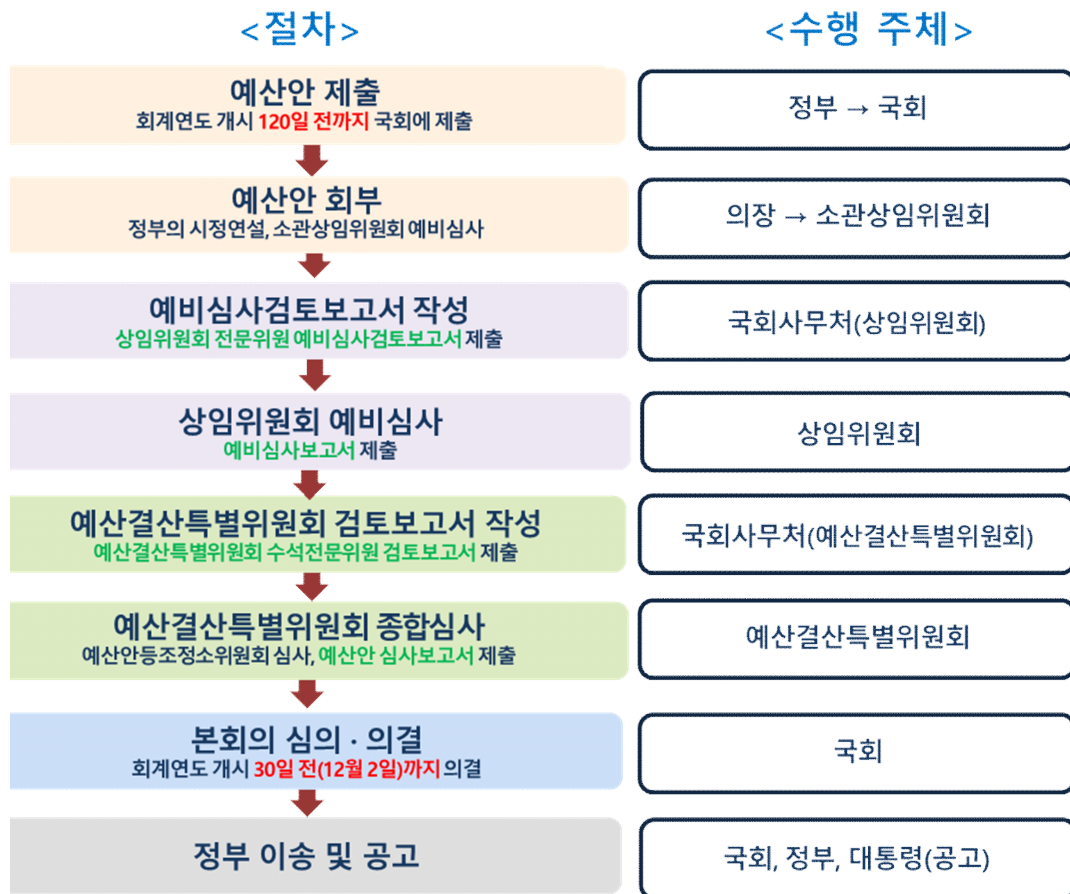 <절차>
<수행 주체>
예산안 제출
회계연도 개시 120일 전까지 국회에 제출
정부 → 국회
예산안 회부
정부의 시정연설, 소관상임위원회 예비심사
의장 → 소관상임위원회
예비심사검토보고서 작성
상임위원회 전문위원 예비심사검토보고서 제출
국회사무처(상임위원회)
상임위원회 예비심사
예비심사보고서 제출
상임위원회
예산결산특별위원회 검토보고서 작성
예산결산특별위원회 수석전문위원 검토보고서 제출
국회사무처(예산결산특별위원회)
예산결산특별위원회 종합심사
예산안등조정소위원회 심사, 예산안 심사보고서 제출
예산결산특별위원회
본회의 심의 · 의결
회계연도 개시 30일 전(12월 2일)까지 의결
국회
정부 이송 및 공고
국회, 정부, 대통령(공고)